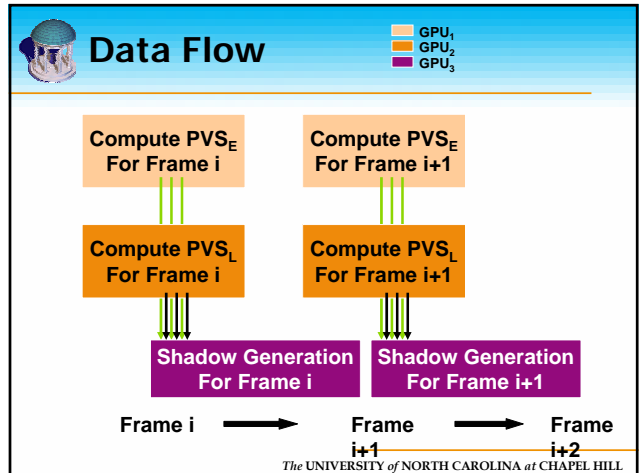 Data Flow
GPU1
GPU2
GPU3
Compute PVSE
For Frame i
Compute PVSE
For Frame i+1
Compute PVSL
For Frame i
Compute PVSL
For Frame i+1
Shadow Generation
For Frame i
Shadow Generation
For Frame i+1
Frame i
Frame
i+1
Frame
i+2
The UNIVERSITY of NORTH CAROLINA at CHAPEL HILL